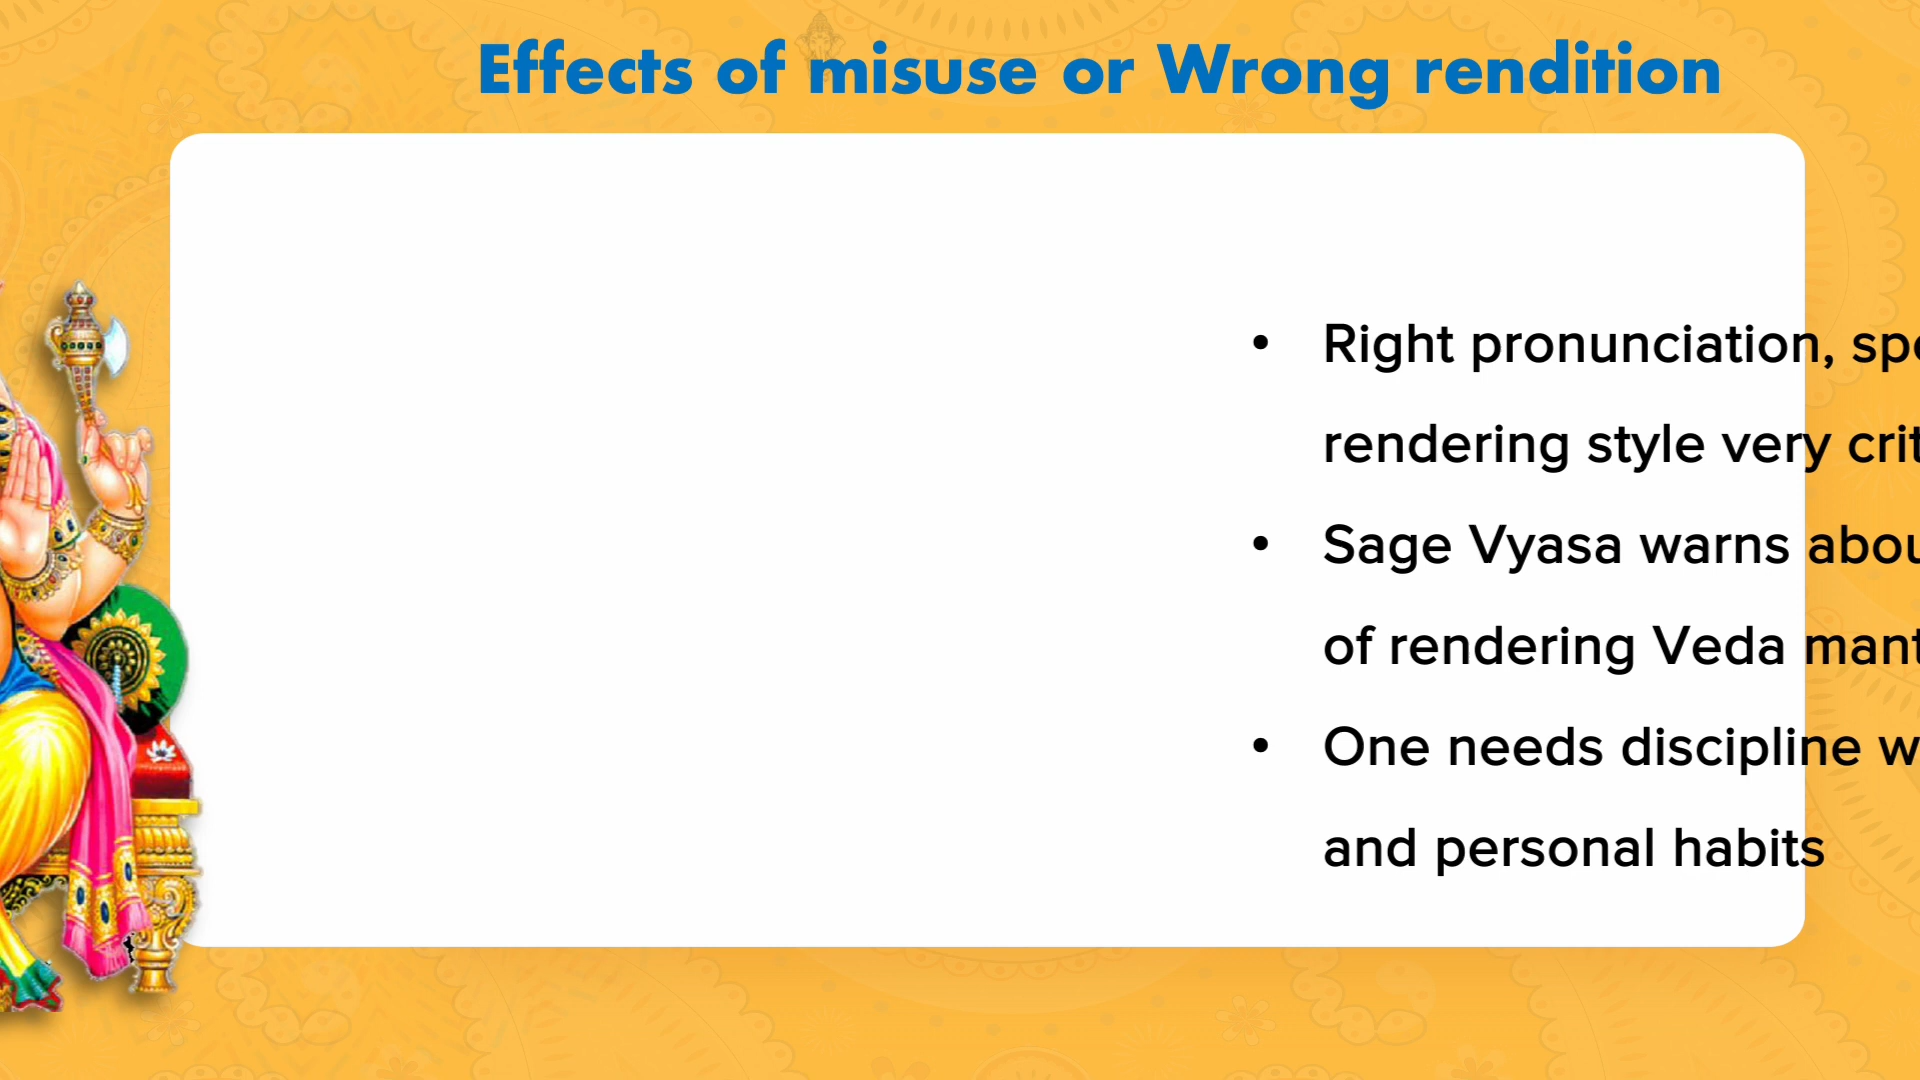 Effects of misuse or Wrong rendition
• Right pronunciation,
rendering style very
• Sage Vyasa warns
of rendering Veda
• One needs discipline
and personal habits